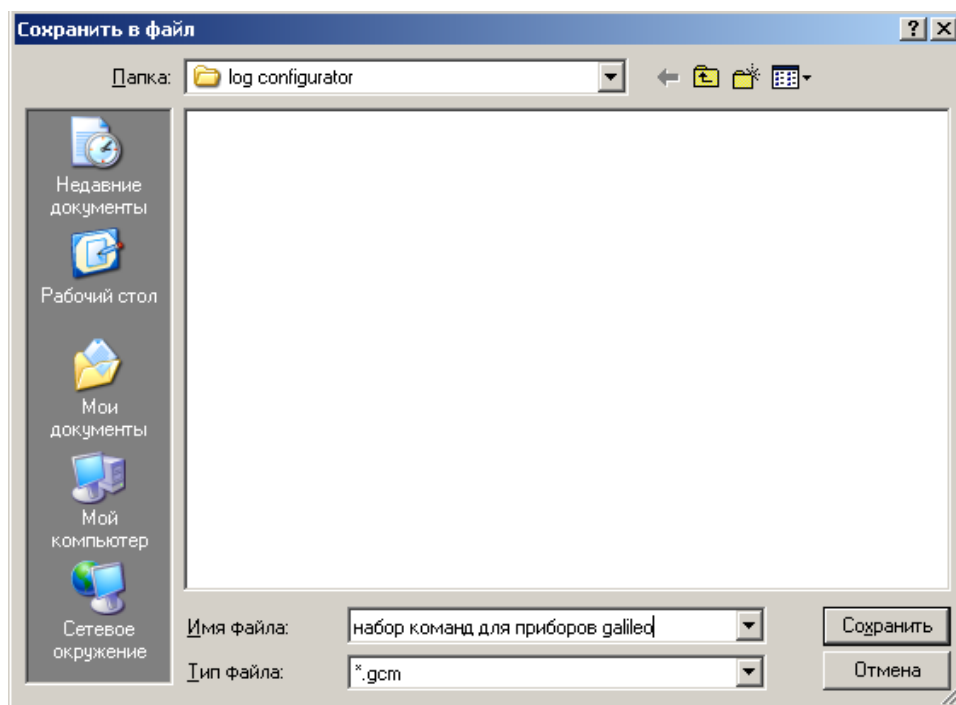 Сохранить в файл
Папка: log configurator
Недавние
документы
Рабочий стол
Мои
документы
Мой
компьютер
Сетевое
окружение
Имя файла: набор команд для приборов galileo
Сохранить
Тип файла: *.gcm
Отмена